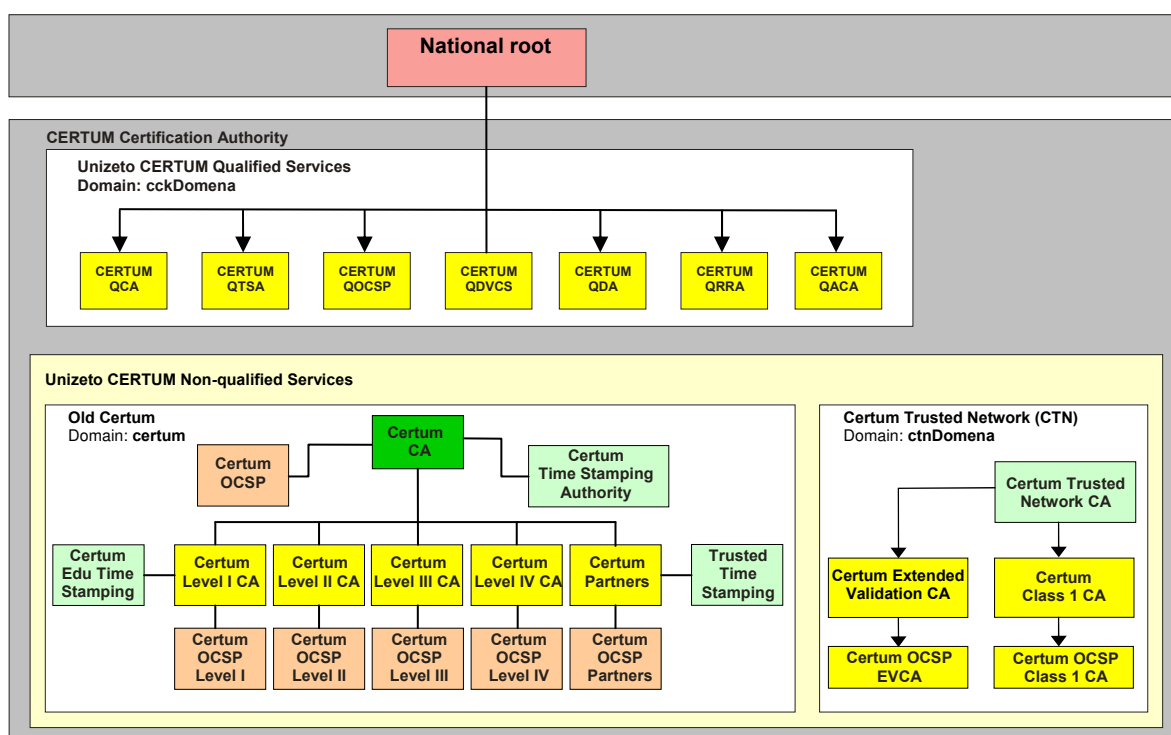 National root
CERTUM Certification Authority
Unizeto CERTUM Qualified Services
Domain: cckDomena
CERTUM
QCA
CERTUM
QTSA
CERTUM
QOCSP
CERTUM
QDVCS
CERTUM
QDA
CERTUM
QRRA
CERTUM
QACA
Unizeto CERTUM Non-qualified Services
Old Certum
Domain: certum
Certum
CA
Certum
OCSP
Certum
Time Stamping
Authority
Certum
Edu Time
Stamping
Certum
Level I CA
Certum
Level II CA
Certum
Level III CA
Certum
Level IV CA
Certum
Partners
Trusted
Time
Stamping
Certum
OCSP
Level I
Certum
OCSP
Level II
Certum
OCSP
Level III
Certum
OCSP
Level IV
Certum
OCSP
Partners
Certum Trusted Network (CTN)
Domain: ctnDomena
Certum Trusted
Network CA
Certum Extended
Validation CA
Certum
Class 1 CA
Certum OCSP
EVCA
Certum OCSP
Class 1 CA